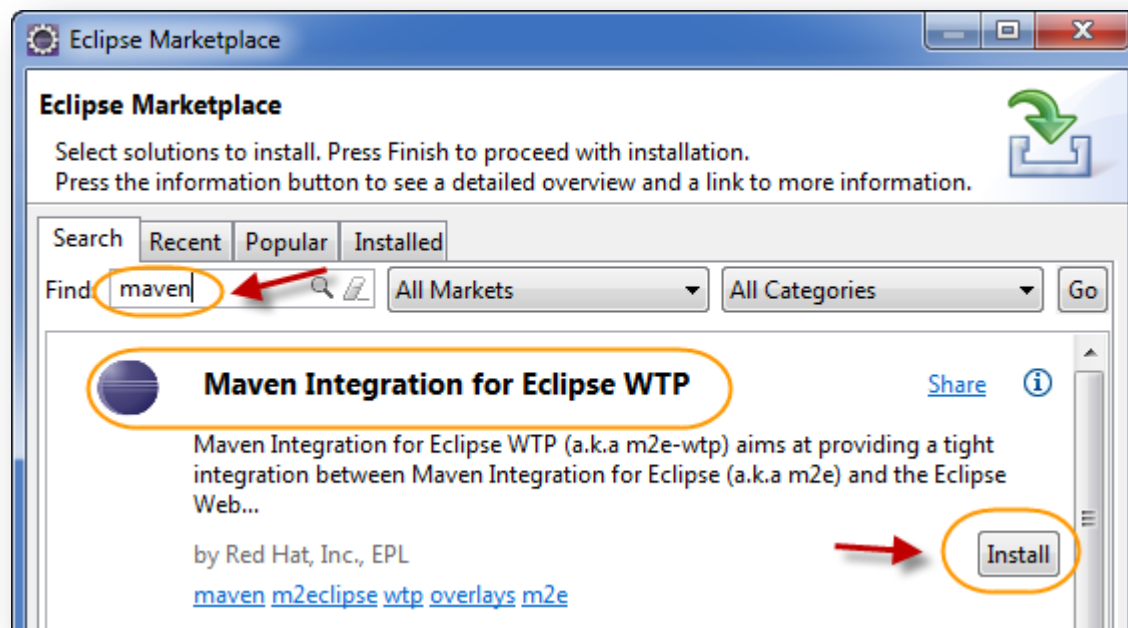 Eclipse Marketplace
Eclipse Marketplace
Select solutions to install. Press Finish to proceed with installation.
Press the information button to see a detailed overview and a link to more information.
Search Recent Popular Installed
Find: maven All Markets All Categories Go
Maven Integration for Eclipse WTP Share
Maven Integration for Eclipse WTP (a.k.a m2e-wtp) aims at providing a tight
integration between Maven Integration for Eclipse (a.k.a m2e) and the Eclipse
Web...
by Red Hat, Inc., EPL
Install
maven m2eclipse wtp overlays m2e